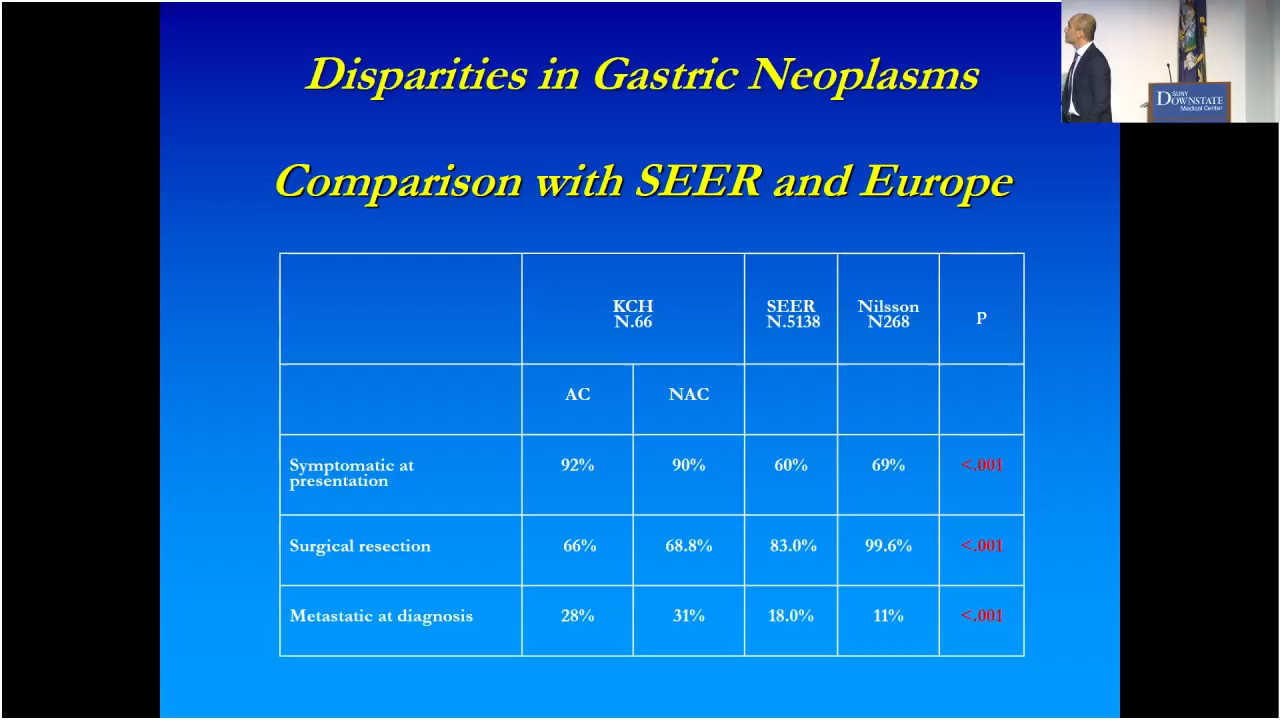 Disparities in Gastric Neoplasms
SUNY
DOWNSTATE
Medical Center
Comparison with SEER and Europe
KCH
N.66
SEER
N.5138
Nilsson
N268
P
AC
NAC
Symptomatic at
presentation
92%
90%
60%
69%
<.001
Surgical resection
66%
68.8%
83.0%
99.6%
<.001
Metastatic at diagnosis
28%
31%
18.0%
11%
<.001